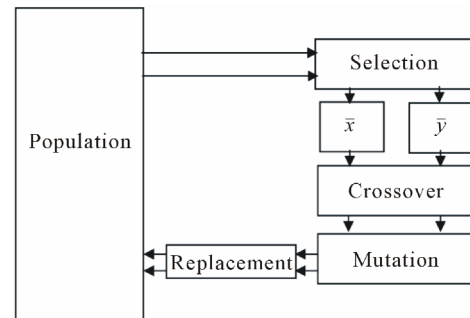 Selection
x̄ ȳ
Population
Crossover
Replacement
Mutation